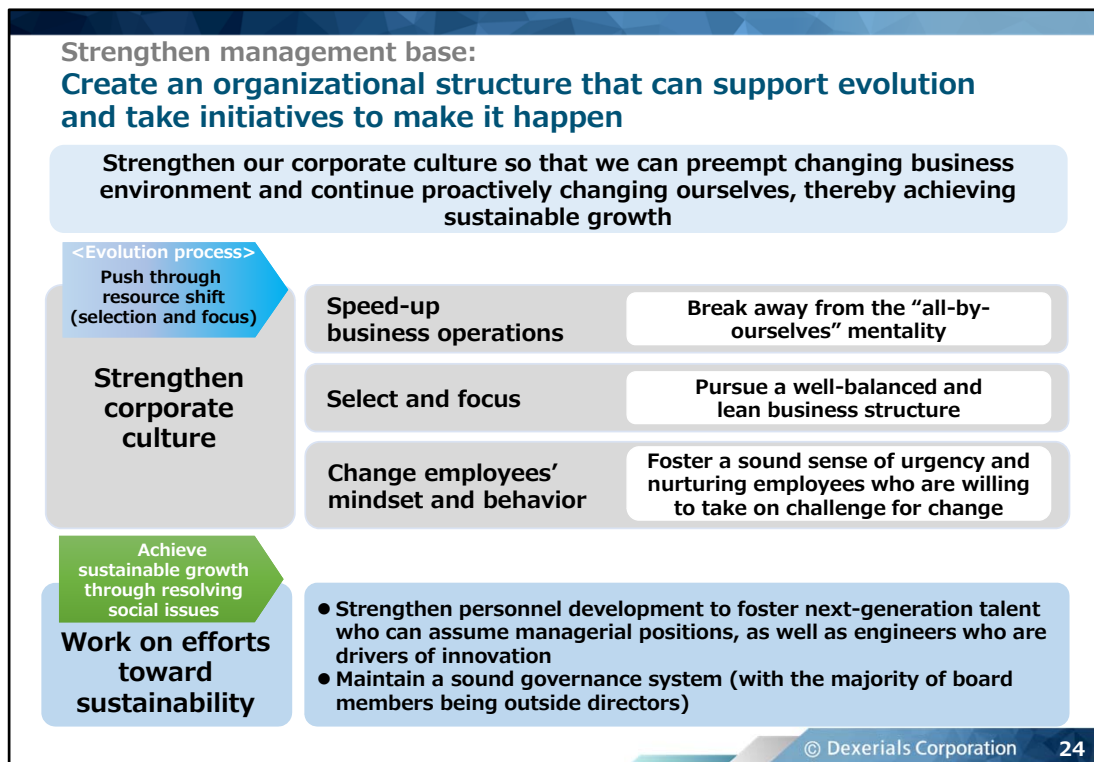 Strengthen management base:
Create an organizational structure that can support evolution
and take initiatives to make it happen
Strengthen our corporate culture so that we can preempt changing business
environment and continue proactively changing ourselves, thereby achieving
sustainable growth
<Evolution process>
Push through
resource shift
(selection and focus)
Strengthen
corporate
culture
Speed-up
business operations
Break away from the “all-by-
ourselves” mentality
Select and focus
Pursue a well-balanced and
lean business structure
Change employees’
mindset and behavior
Foster a sound sense of urgency and
nurturing employees who are willing
to take on challenge for change
Achieve
sustainable growth
through resolving
social issues
Work on efforts
toward
sustainability
● Strengthen personnel development to foster next-generation talent
who can assume managerial positions, as well as engineers who are
drivers of innovation
● Maintain a sound governance system (with the majority of board
members being outside directors)
© Dexerials Corporation 24